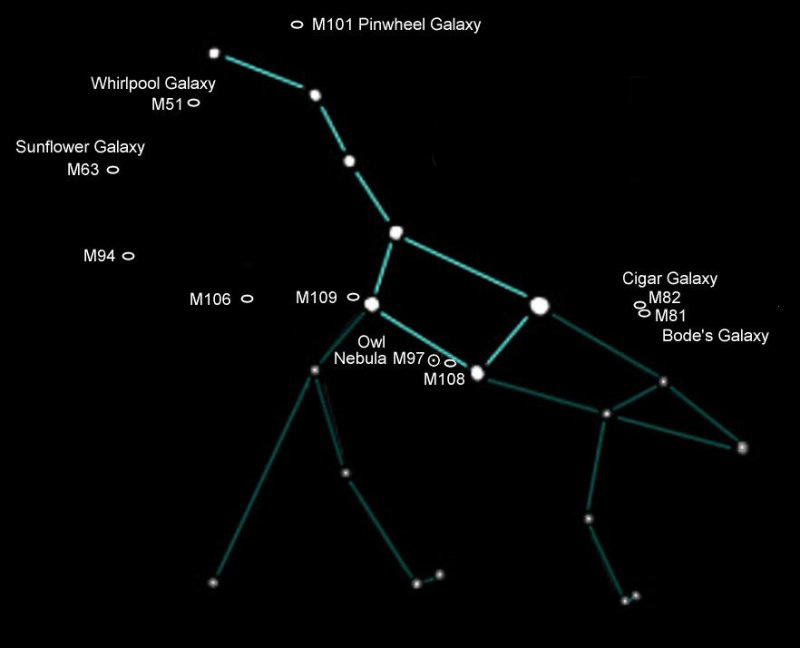 M101 Pinwheel Galaxy
Whirlpool Galaxy
M51
Sunflower Galaxy
M63
M94
M106
M109
Cigar Galaxy
M82
M81
Bode's Galaxy
Owl
Nebula M97
M108